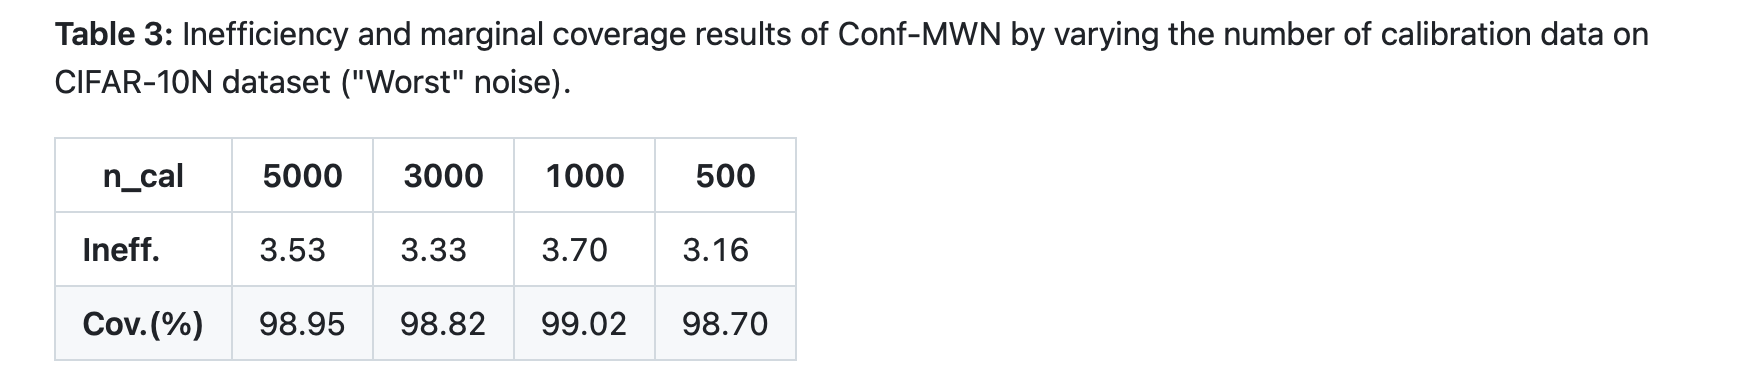 Table 3: Inefficiency and marginal coverage results of Conf-MWN by varying the number of calibration data on
CIFAR-10N dataset ("Worst" noise).
n_cal 5000 3000 1000 500
Ineff. 3.53 3.33 3.70 3.16
Cov.(%) 98.95 98.82 99.02 98.70